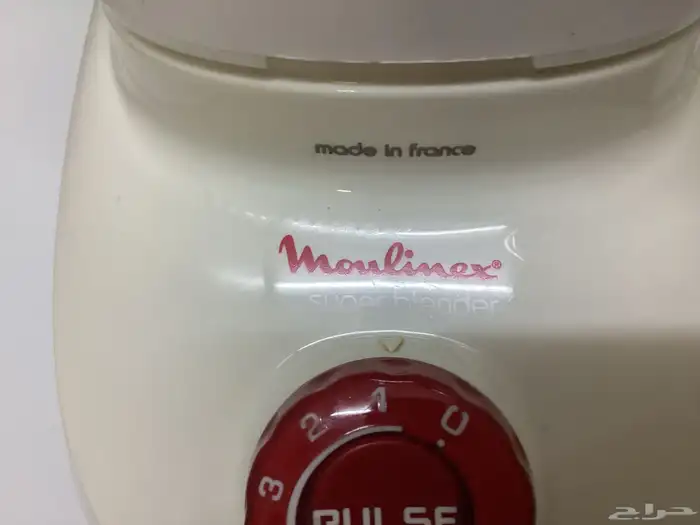 made in france
Moulinex®
superblender
2 1 0
3
PULSE
حراج